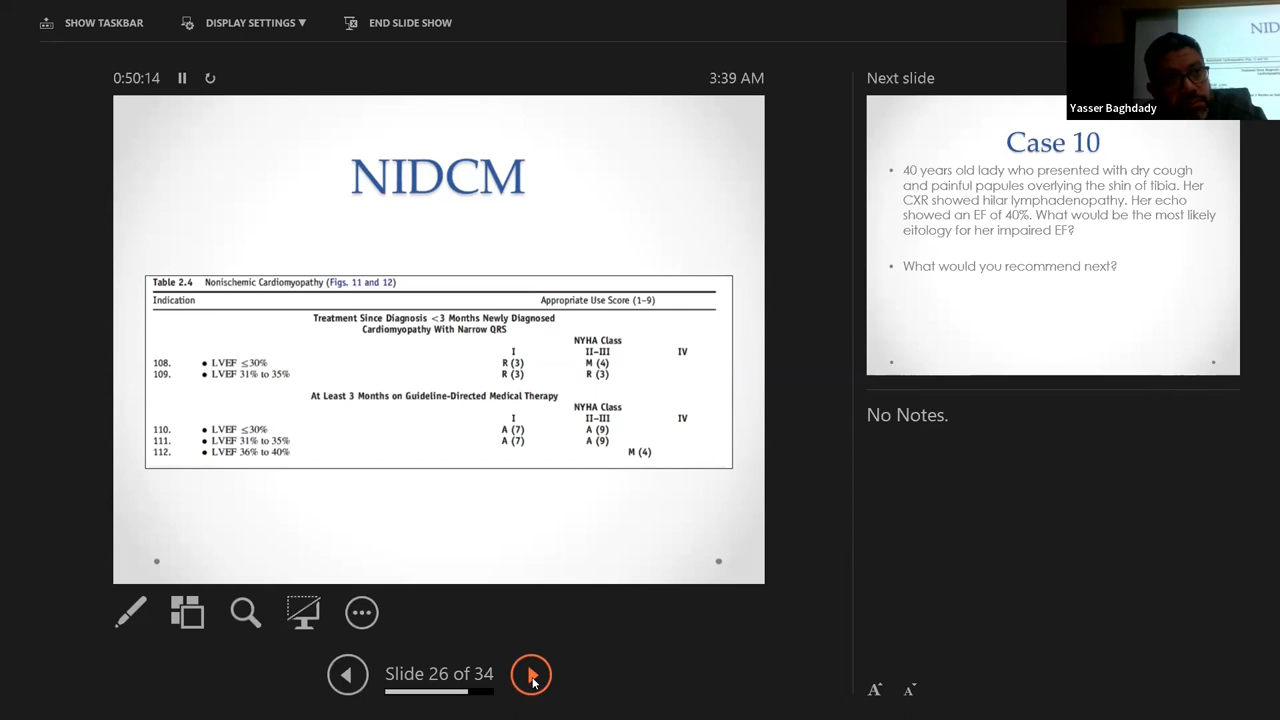 SHOW TASKBAR
DISPLAY SETTINGS ▼
END SLIDE SHOW
0:50:14
3:39 AM
NIDCM
Table 2.4 Nonischemic Cardiomyopathy (Figs. 11 and 12)
Indication Appropriate Use Score (1–9)
Treatment Since Diagnosis <3 Months Newly Diagnosed
Cardiomyopathy With Narrow QRS
NYHA Class
I II–III IV
108. • LVEF ≤30% R (3) M (4)
109. • LVEF 31% to 35% R (3) R (3)
At Least 3 Months on Guideline-Directed Medical Therapy
NYHA Class
I II–III IV
110. • LVEF ≤30% A (7) A (9)
111. • LVEF 31% to 35% A (7) A (9)
112. • LVEF 36% to 40% M (4)
Slide 26 of 34
Next slide
Case 10
• 40 years old lady who presented with dry cough
and painful papules overlying the shin of tibia. Her
CXR showed hilar lymphadenopathy. Her echo
showed an EF of 40%. What would be the most likely
eitology for her impaired EF?
• What would you recommend next?
No Notes.
A A
NID
Yasser Baghdady